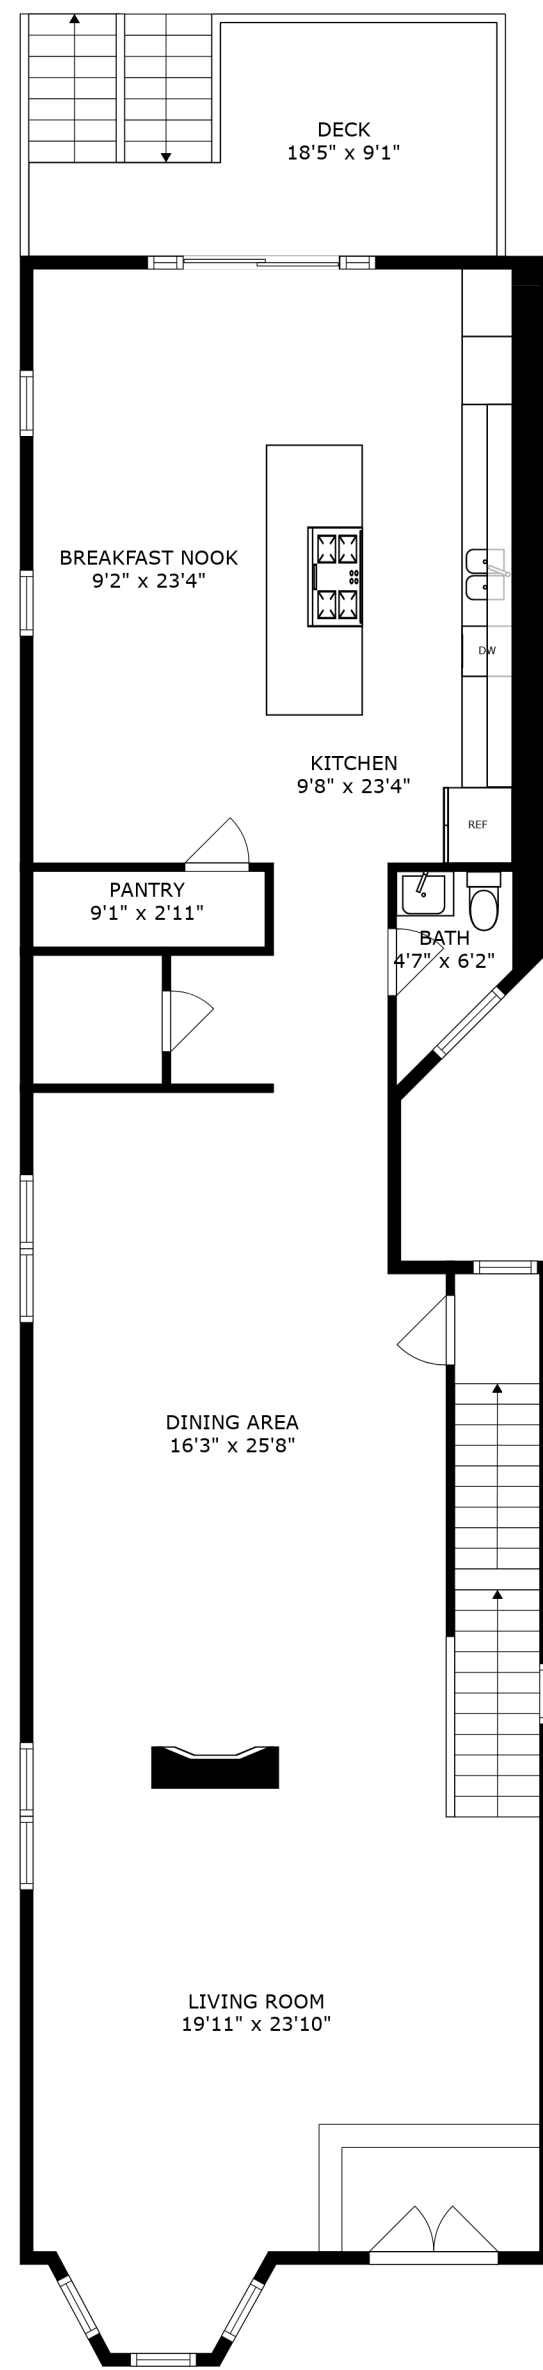 DECK
18'5" x 9'1"
BREAKFAST NOOK
9'2" x 23'4"
DW
KITCHEN
9'8" x 23'4"
REF
PANTRY
9'1" x 2'11"
BATH
4'7" x 6'2"
DINING AREA
16'3" x 25'8"
LIVING ROOM
19'11" x 23'10"